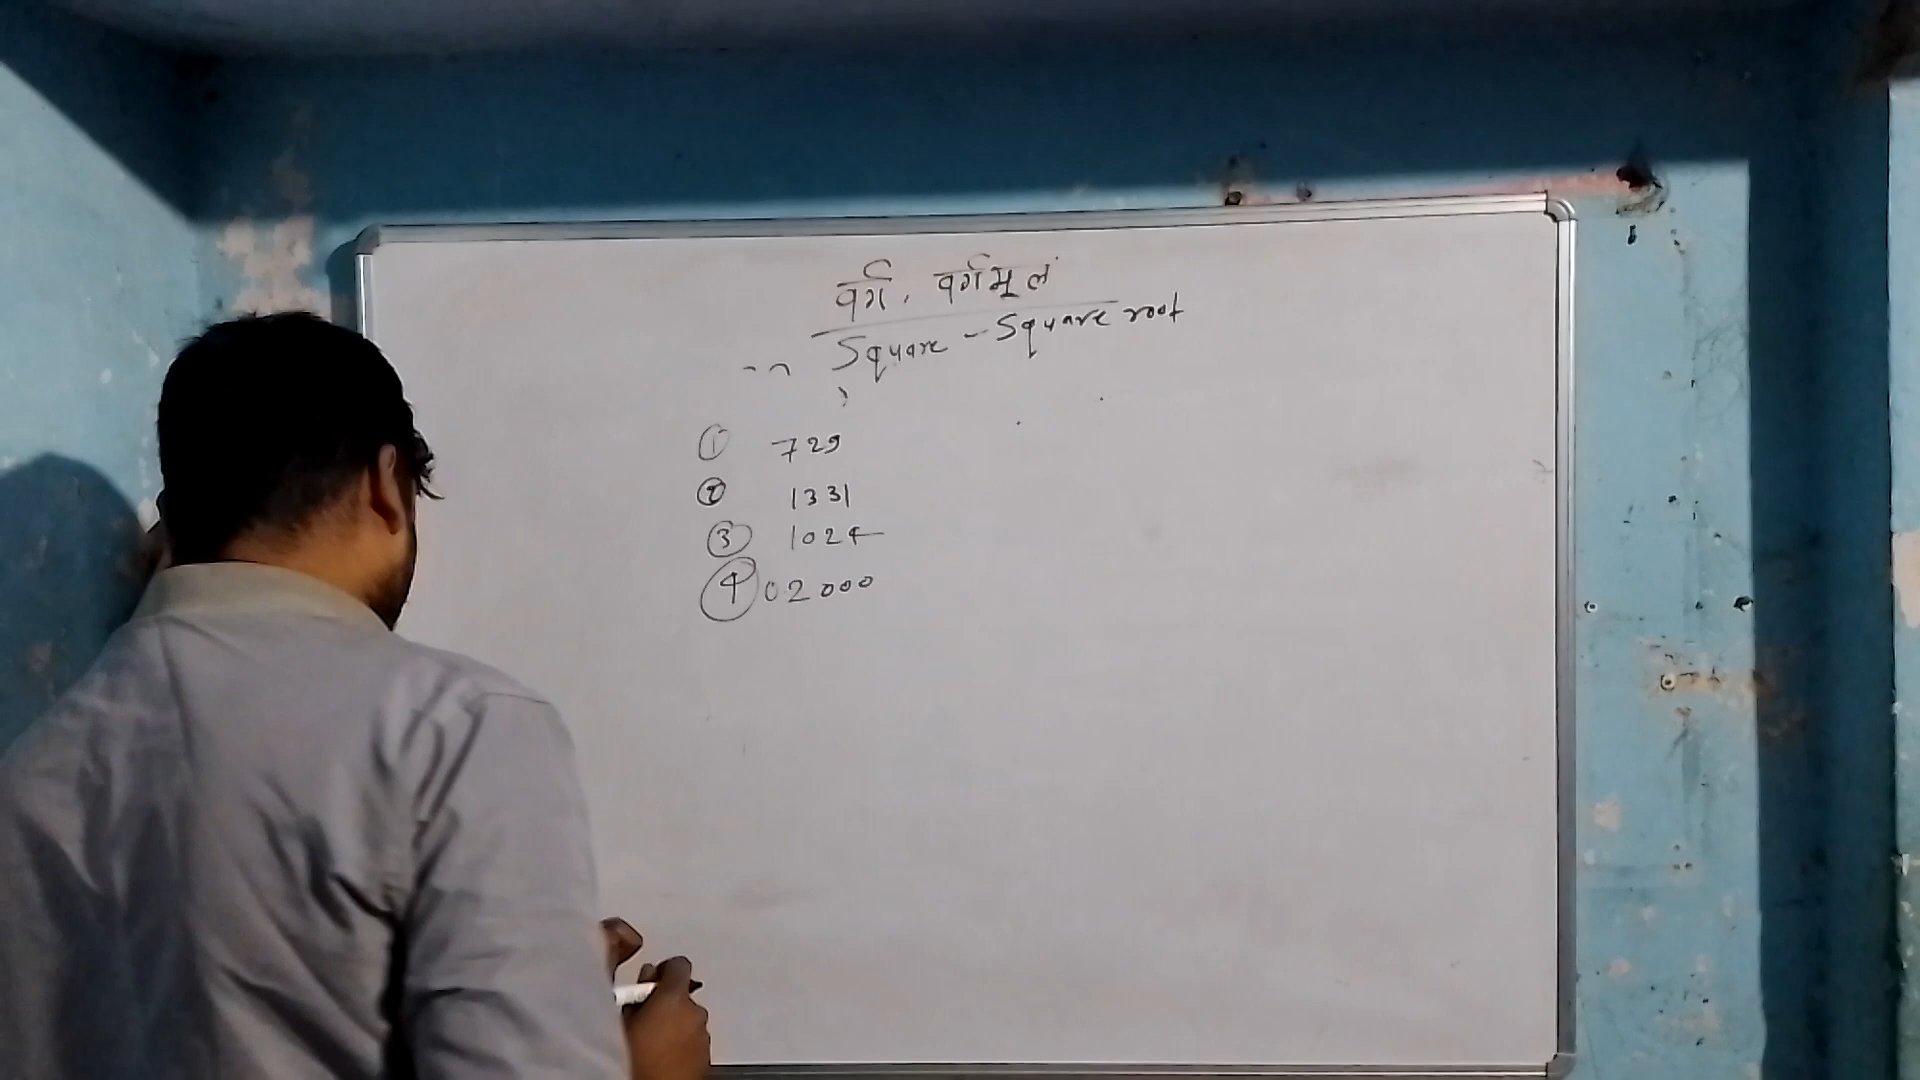 वर्ग, वर्गमूल
Square - Square root
① 729
② 1331
③ 1024
④ 02000